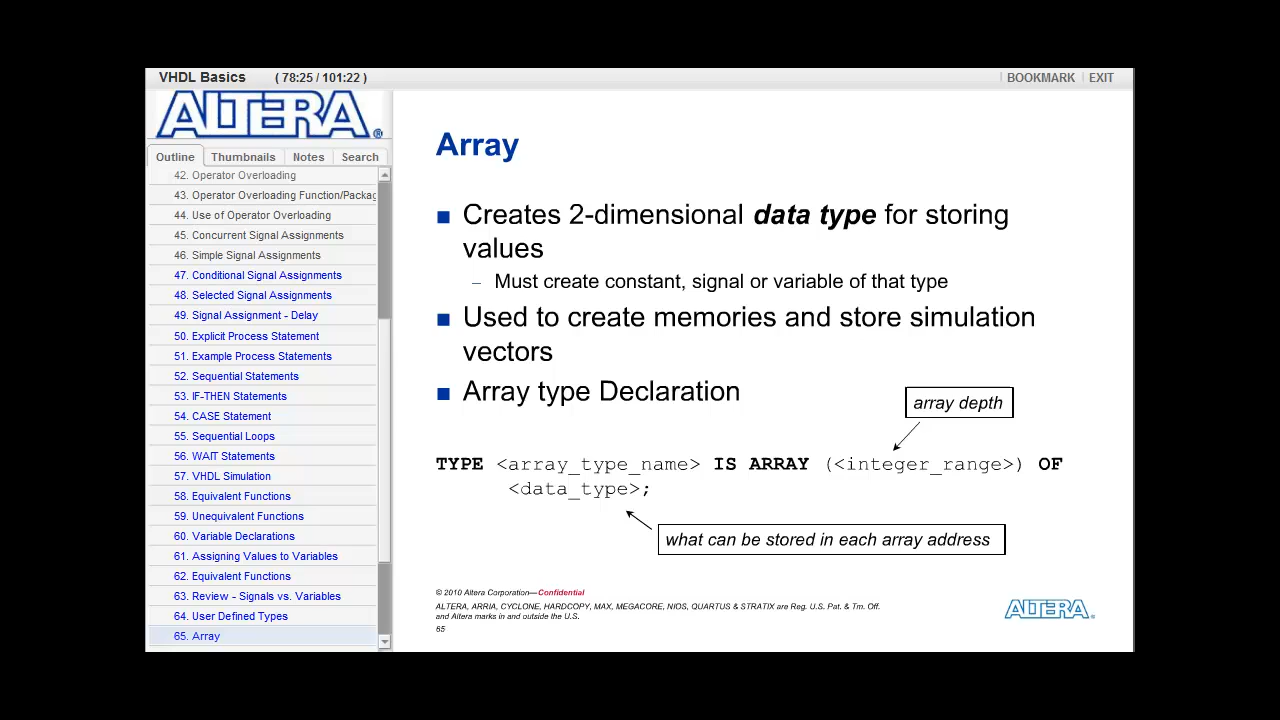 VHDL Basics ( 78:25 / 101:22 )
BOOKMARK
EXIT
ALTERA®
Outline
Thumbnails
Notes
Search
42. Operator Overloading
43. Operator Overloading Function/Packag
44. Use of Operator Overloading
45. Concurrent Signal Assignments
46. Simple Signal Assignments
47. Conditional Signal Assignments
48. Selected Signal Assignments
49. Signal Assignment - Delay
50. Explicit Process Statement
51. Example Process Statements
52. Sequential Statements
53. IF-THEN Statements
54. CASE Statement
55. Sequential Loops
56. WAIT Statements
57. VHDL Simulation
58. Equivalent Functions
59. Unequivalent Functions
60. Variable Declarations
61. Assigning Values to Variables
62. Equivalent Functions
63. Review - Signals vs. Variables
64. User Defined Types
65. Array
Array
■ Creates 2-dimensional data type for storing
values
– Must create constant, signal or variable of that type
■ Used to create memories and store simulation
vectors
■ Array type Declaration
array depth
TYPE <array_type_name> IS ARRAY (<integer_range>) OF
<data_type>;
what can be stored in each array address
© 2010 Altera Corporation—Confidential
ALTERA, ARRIA, CYCLONE, HARDCOPY, MAX, MEGACORE, NIOS, QUARTUS & STRATIX are Reg. U.S. Pat. & Tm. Off.
and Altera marks in and outside the U.S.
65
ALTERA®